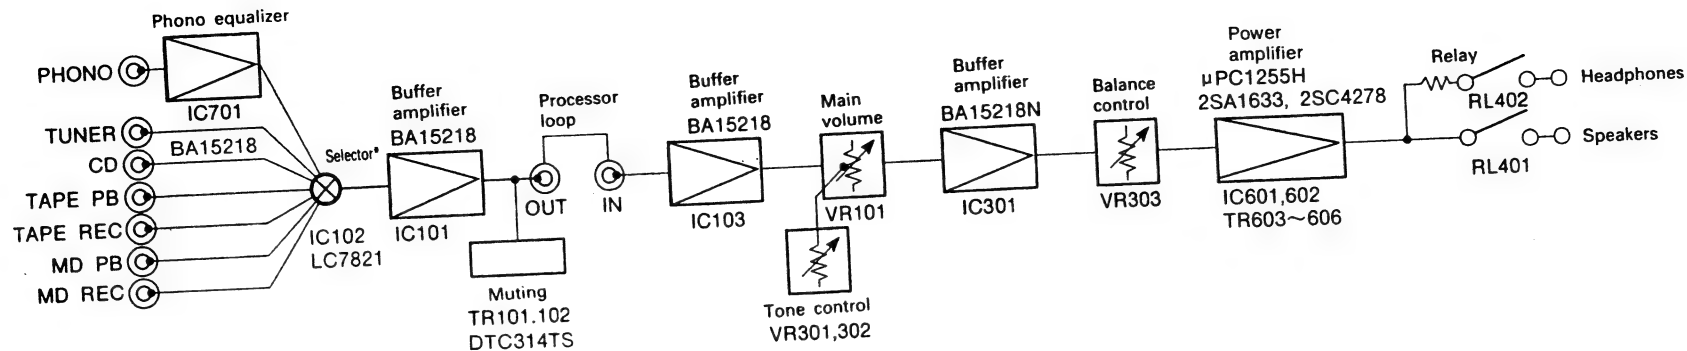 Phono equalizer
PHONO
IC701
BA15218
TUNER
CD
TAPE PB
TAPE REC
MD PB
MD REC
Selector*
IC102
LC7821
Buffer
amplifier
BA15218
IC101
Muting
TR101.102
DTC314TS
Processor
loop
OUT
IN
Buffer
amplifier
BA15218
IC103
Main
volume
VR101
Tone control
VR301,302
Buffer
amplifier
BA15218N
IC301
Balance
control
VR303
Power
amplifier
μPC1255H
2SA1633, 2SC4278
IC601,602
TR603~606
Relay
RL402
Headphones
RL401
Speakers